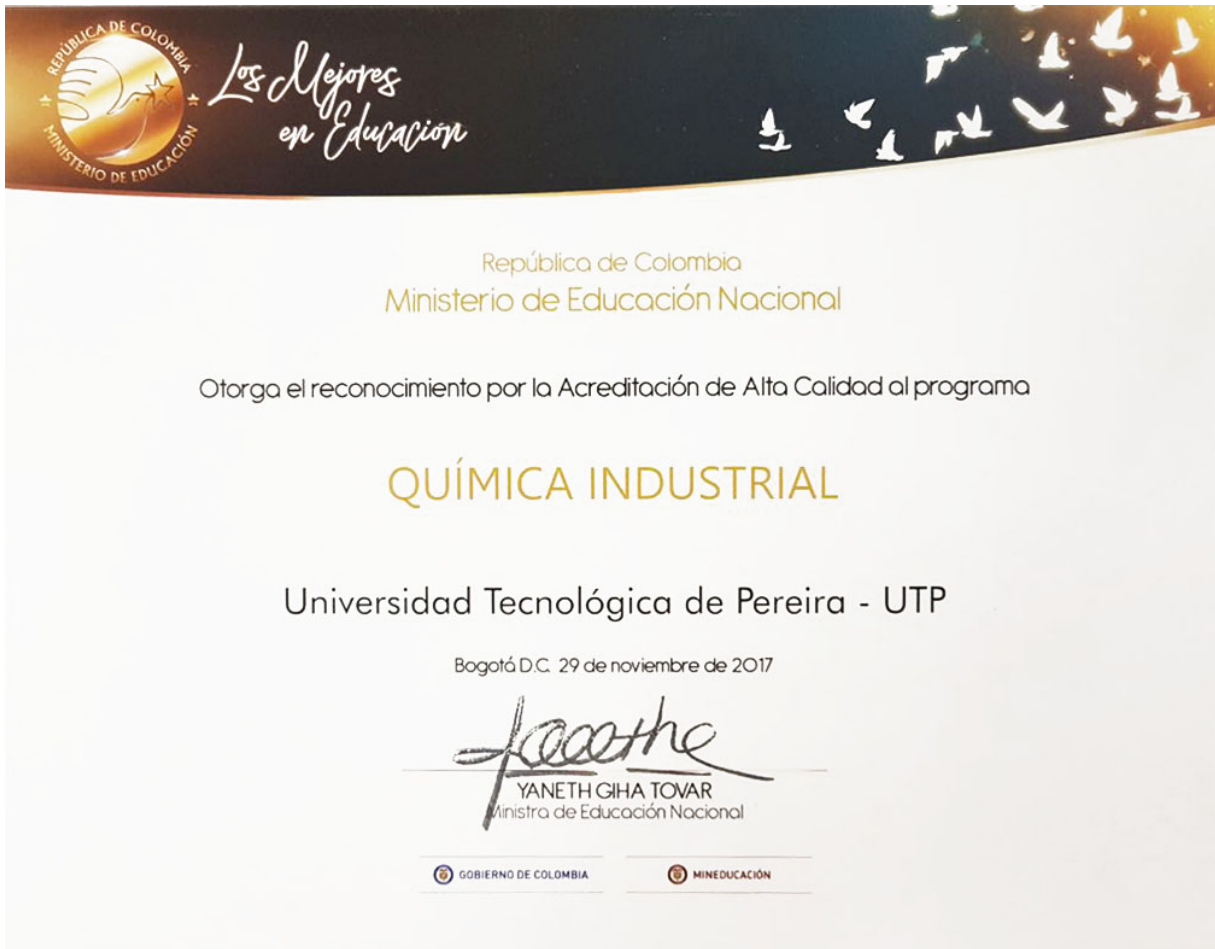 REPÚBLICA DE COLOMBIA
MINISTERIO DE EDUCACIÓN
Los Mejores
en Educación
República de Colombia
Ministerio de Educación Nacional
Otorga el reconocimiento por la Acreditación de Alta Calidad al programa
QUÍMICA INDUSTRIAL
Universidad Tecnológica de Pereira - UTP
Bogotá D.C. 29 de noviembre de 2017
YANETH GIHA TOVAR
Ministra de Educación Nacional
GOBIERNO DE COLOMBIA
MINEDUCACIÓN